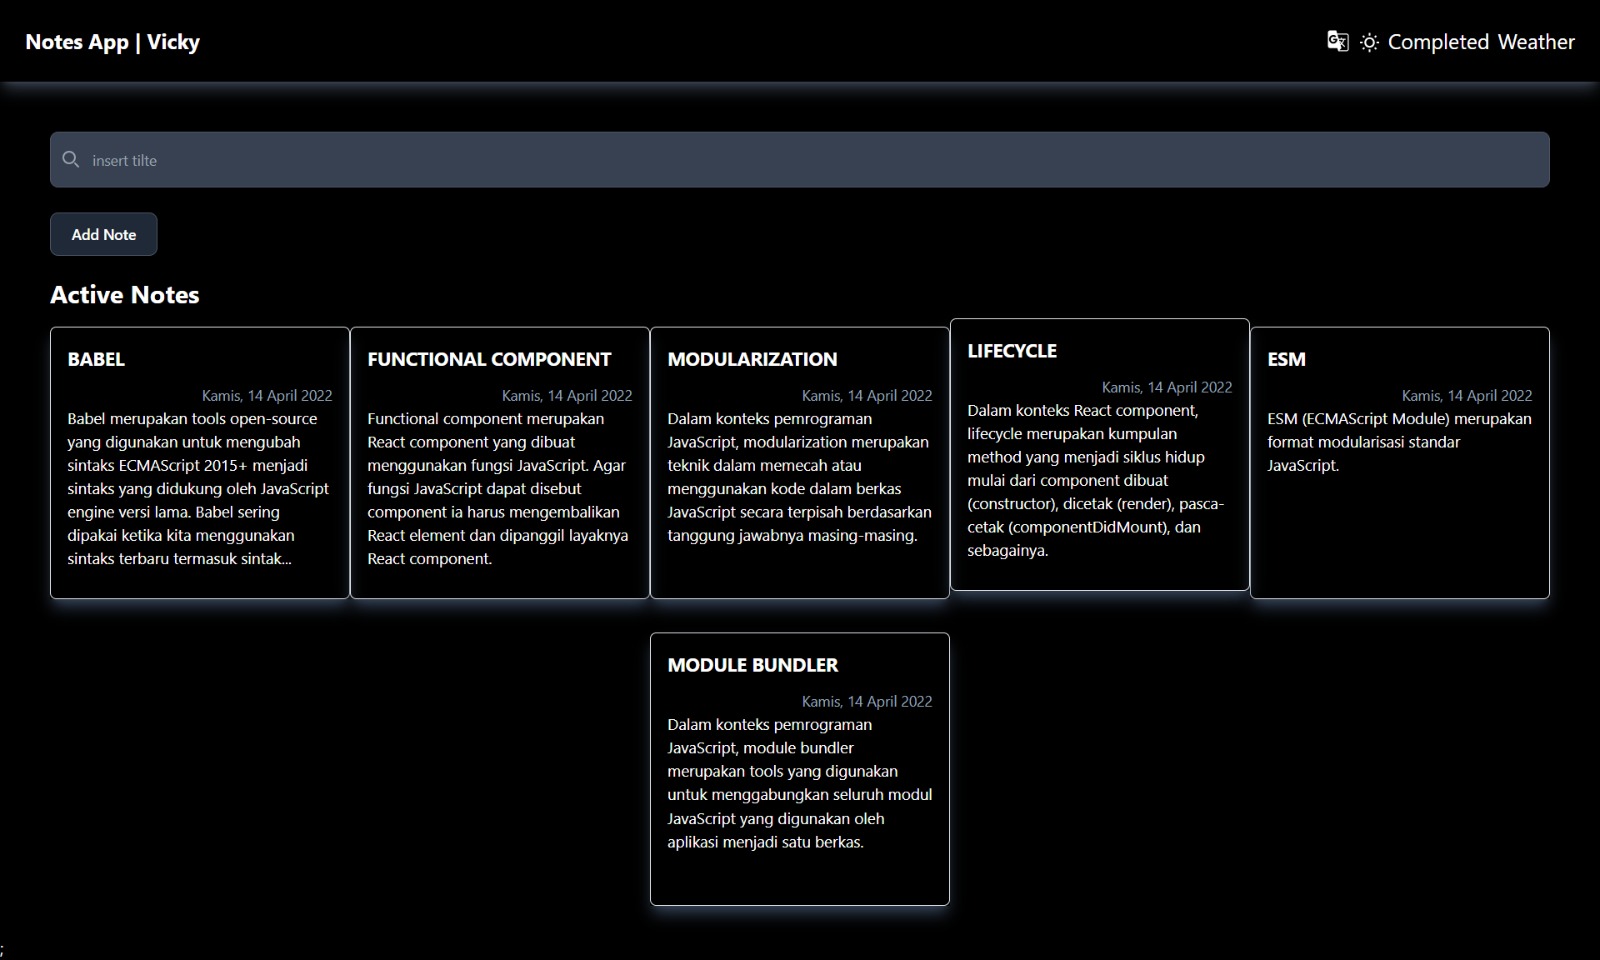 Notes App | Vicky
Completed Weather
insert tilte
Add Note
Active Notes
BABEL
Kamis, 14 April 2022
Babel merupakan tools open-source
yang digunakan untuk mengubah
sintaks ECMAScript 2015+ menjadi
sintaks yang didukung oleh JavaScript
engine versi lama. Babel sering
dipakai ketika kita menggunakan
sintaks terbaru termasuk sintak...
FUNCTIONAL COMPONENT
Kamis, 14 April 2022
Functional component merupakan
React component yang dibuat
menggunakan fungsi JavaScript. Agar
fungsi JavaScript dapat disebut
component ia harus mengembalikan
React element dan dipanggil layaknya
React component.
MODULARIZATION
Kamis, 14 April 2022
Dalam konteks pemrograman
JavaScript, modularization merupakan
teknik dalam memecah atau
menggunakan kode dalam berkas
JavaScript secara terpisah berdasarkan
tanggung jawabnya masing-masing.
LIFECYCLE
Kamis, 14 April 2022
Dalam konteks React component,
lifecycle merupakan kumpulan
method yang menjadi siklus hidup
mulai dari component dibuat
(constructor), dicetak (render), pasca-
cetak (componentDidMount), dan
sebagainya.
ESM
Kamis, 14 April 2022
ESM (ECMAScript Module) merupakan
format modularisasi standar
JavaScript.
MODULE BUNDLER
Kamis, 14 April 2022
Dalam konteks pemrograman
JavaScript, module bundler
merupakan tools yang digunakan
untuk menggabungkan seluruh modul
JavaScript yang digunakan oleh
aplikasi menjadi satu berkas.
;